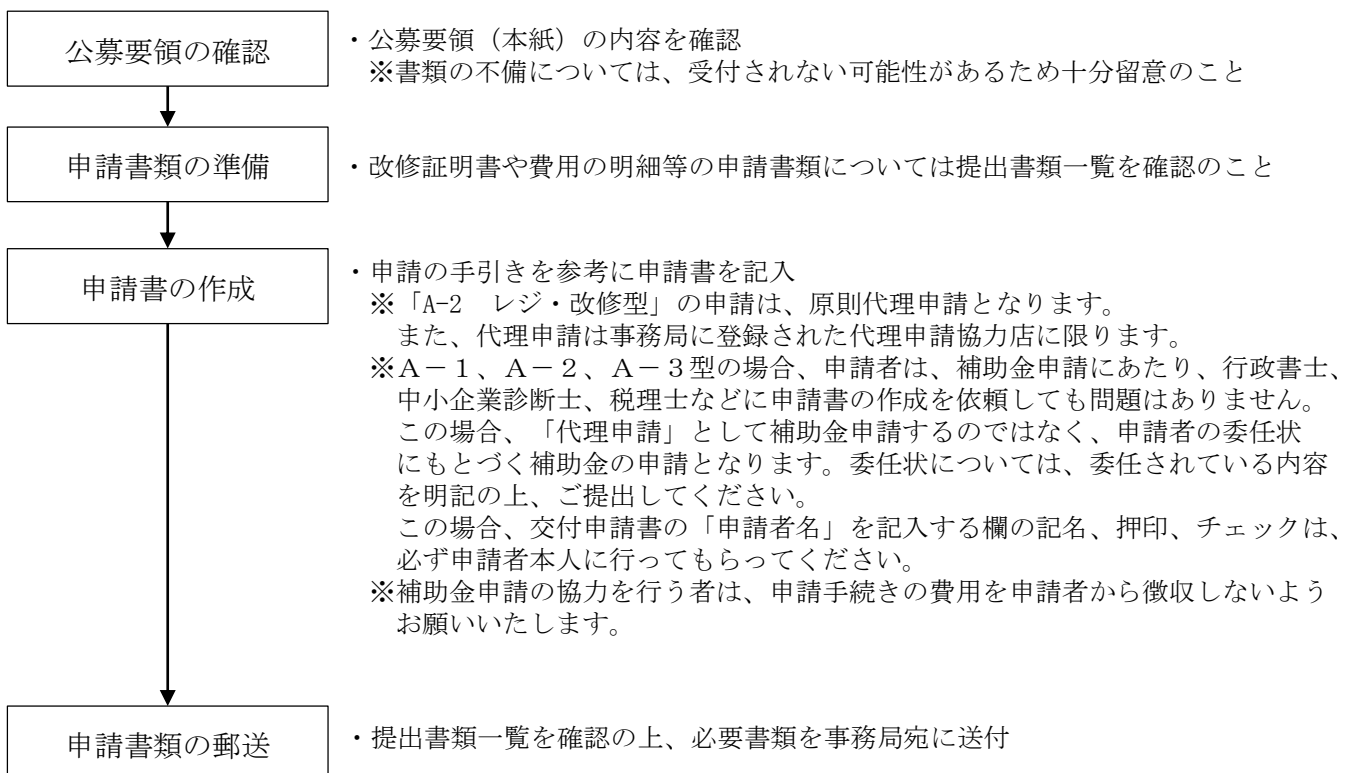 公募要領の確認
・公募要領（本紙）の内容を確認
※書類の不備については、受付されない可能性があるため十分留意のこと
申請書類の準備
・改修証明書や費用の明細等の申請書類については提出書類一覧を確認のこと
申請書の作成
・申請の手引きを参考に申請書を記入
※「A-2　レジ・改修型」の申請は、原則代理申請となります。
また、代理申請は事務局に登録された代理申請協力店に限ります。
※Ａ－１、Ａ－２、Ａ－３型の場合、申請者は、補助金申請にあたり、行政書士、
中小企業診断士、税理士などに申請書の作成を依頼しても問題はありません。
この場合、「代理申請」として補助金申請するのではなく、申請者の委任状
にもとづく補助金の申請となります。委任状については、委任されている内容
を明記の上、ご提出してください。
この場合、交付申請書の「申請者名」を記入する欄の記名、押印、チェックは、
必ず申請者本人に行ってもらってください。
※補助金申請の協力を行う者は、申請手続きの費用を申請者から徴収しないよう
お願いいたします。
申請書類の郵送
・提出書類一覧を確認の上、必要書類を事務局宛に送付